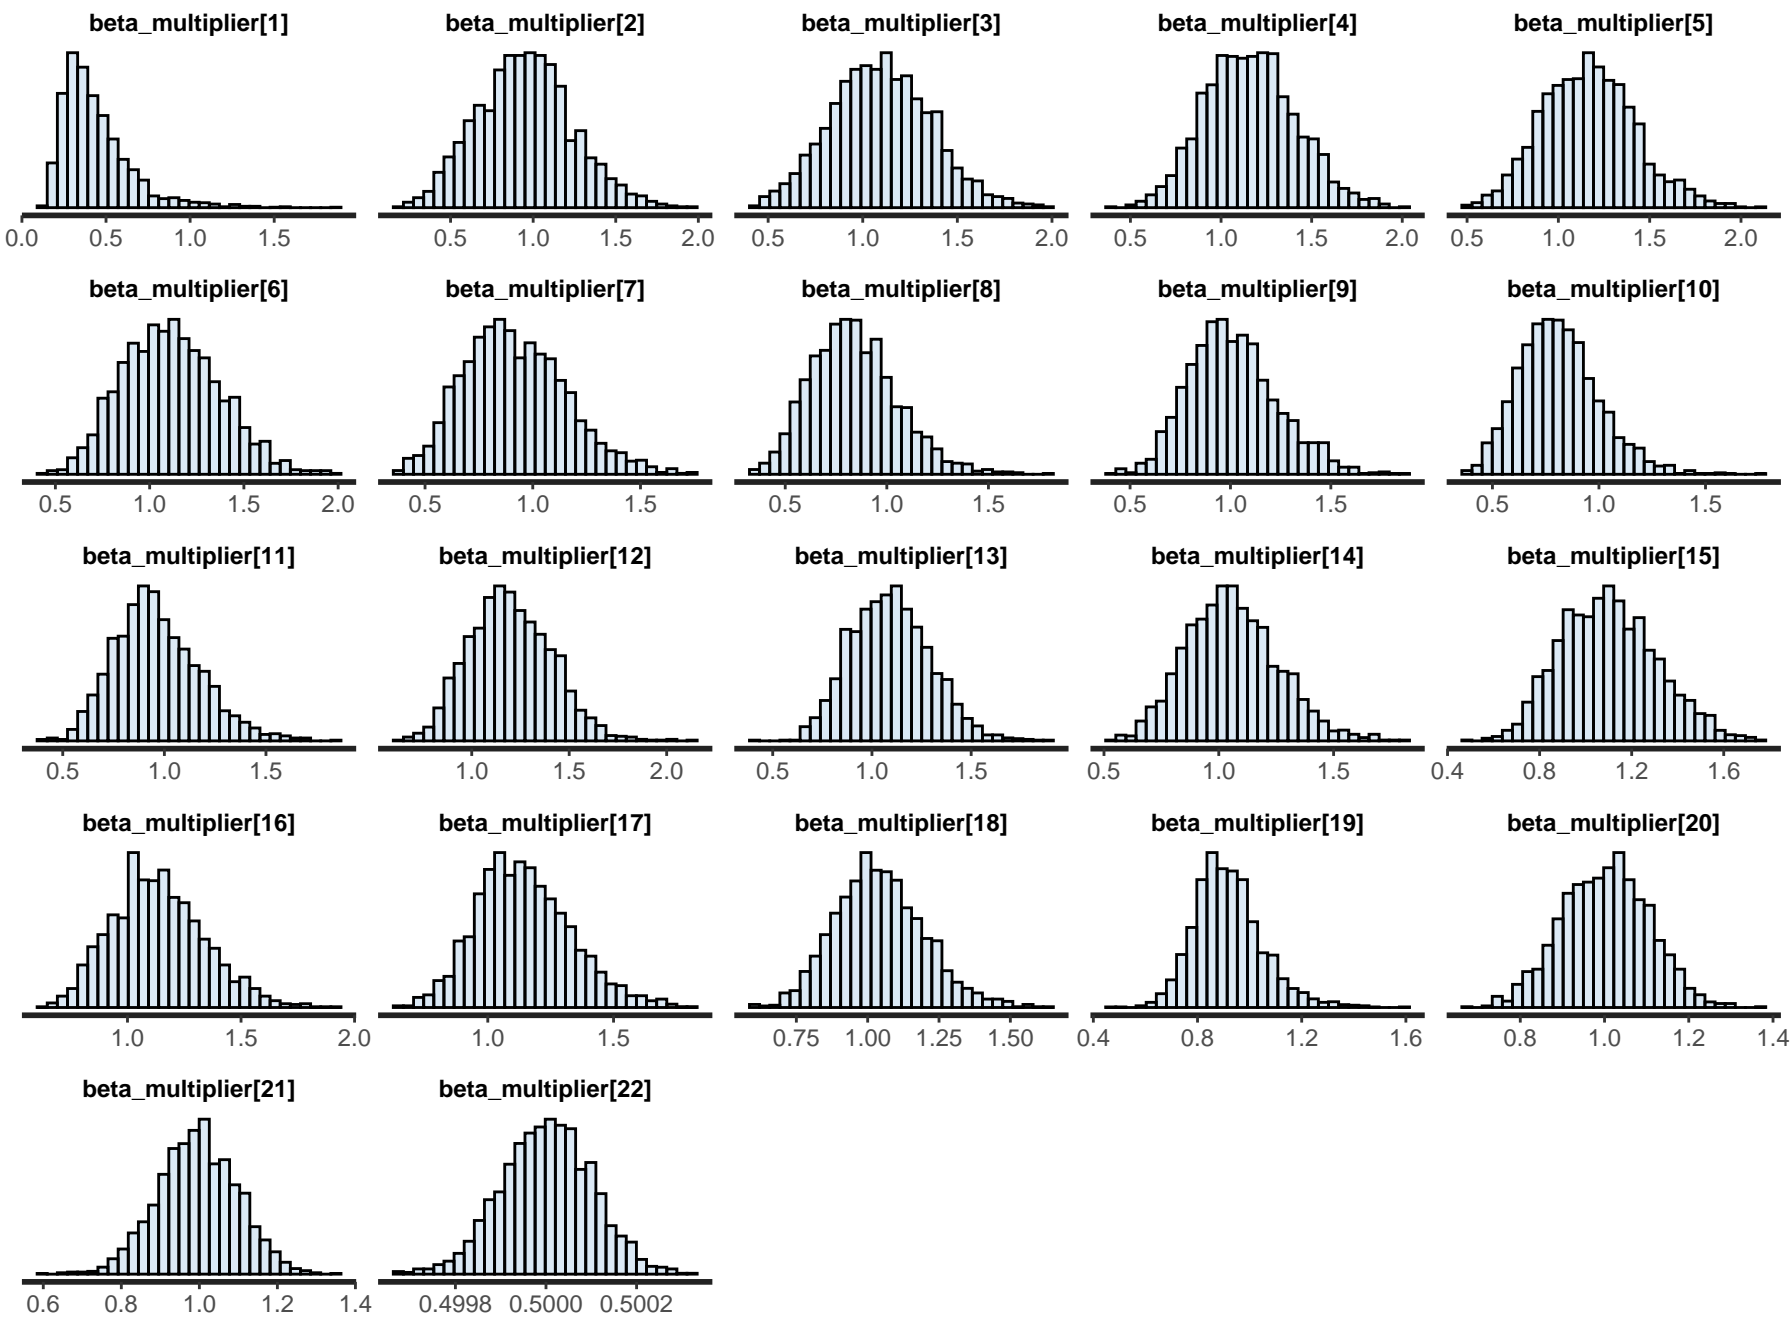 beta_multiplier[1] beta_multiplier[2] beta_multiplier[3] beta_multiplier[4] beta_multiplier[5]
0.0 0.5 1.0 1.5 0.5 1.0 1.5 2.0 0.5 1.0 1.5 2.0 0.5 1.0 1.5 2.0 0.5 1.0 1.5 2.0
beta_multiplier[6] beta_multiplier[7] beta_multiplier[8] beta_multiplier[9] beta_multiplier[10]
0.5 1.0 1.5 2.0 0.5 1.0 1.5 0.5 1.0 1.5 0.5 1.0 1.5 0.5 1.0 1.5
beta_multiplier[11] beta_multiplier[12] beta_multiplier[13] beta_multiplier[14] beta_multiplier[15]
0.5 1.0 1.5 1.0 1.5 2.0 0.5 1.0 1.5 0.5 1.0 1.5 0.4 0.8 1.2 1.6
beta_multiplier[16] beta_multiplier[17] beta_multiplier[18] beta_multiplier[19] beta_multiplier[20]
1.0 1.5 2.0 1.0 1.5 0.75 1.00 1.25 1.50 0.4 0.8 1.2 1.6 0.8 1.0 1.2 1.4
beta_multiplier[21] beta_multiplier[22]
0.6 0.8 1.0 1.2 1.4 0.4998 0.5000 0.5002